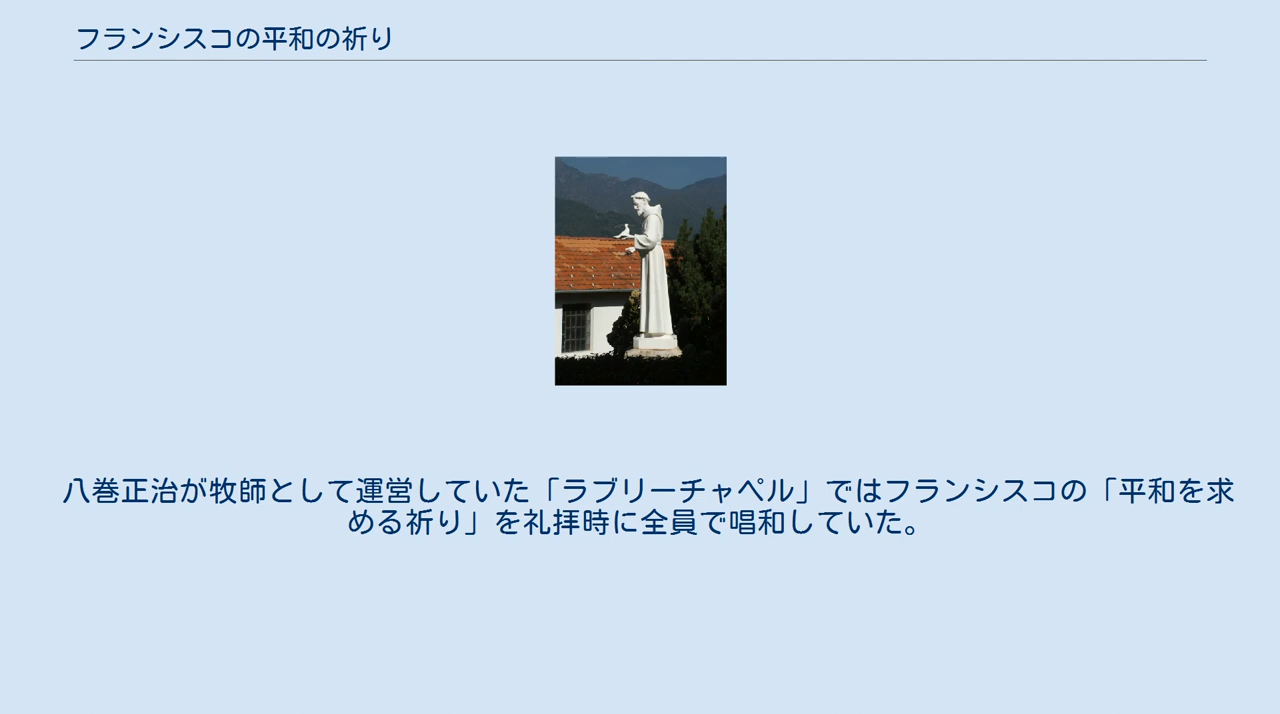 フランシスコの平和の祈り
八巻正治が牧師として運営していた「ラブリーチャペル」ではフランシスコの「平和を求
める祈り」を礼拝時に全員で唱和していた。